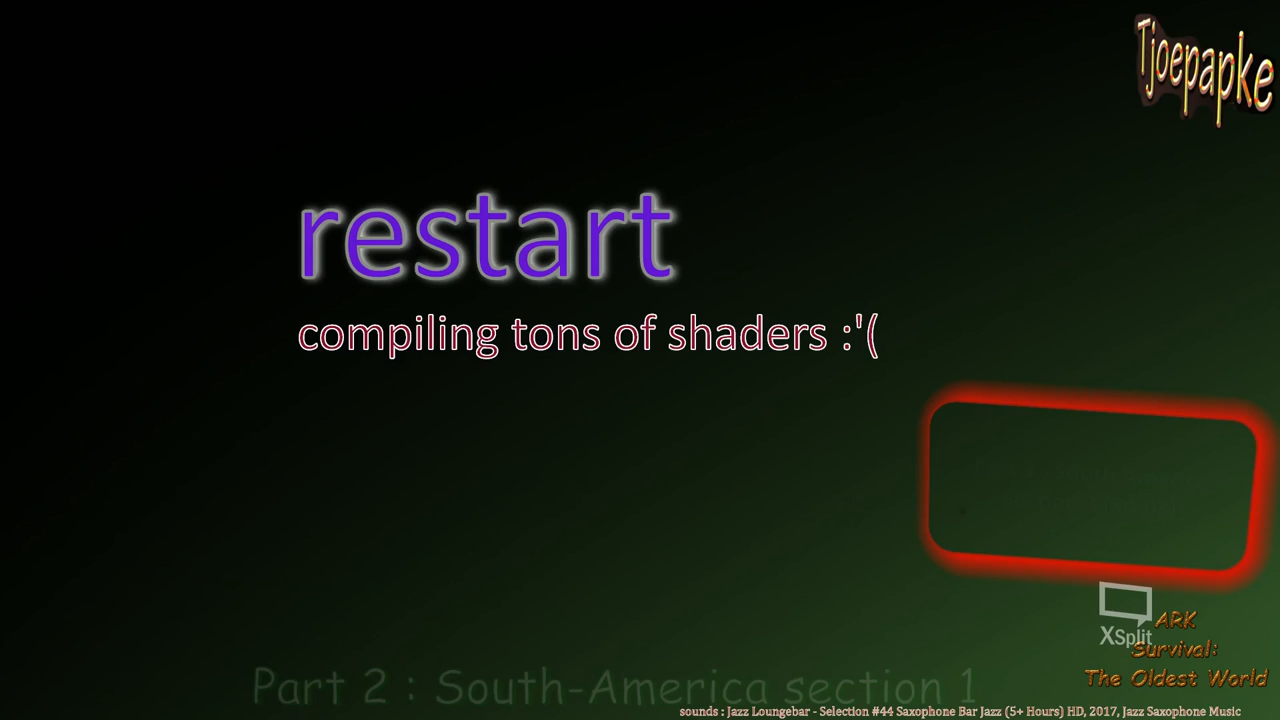 Tjoepapke
restart
compiling tons of shaders :'(
XSplit
ARK
Survival:
The Oldest World
Part 2 : South-America section 1
sounds : Jazz Loungebar - Selection #44 Saxophone Bar Jazz (5+ Hours) HD, 2017, Jazz Saxophone Music